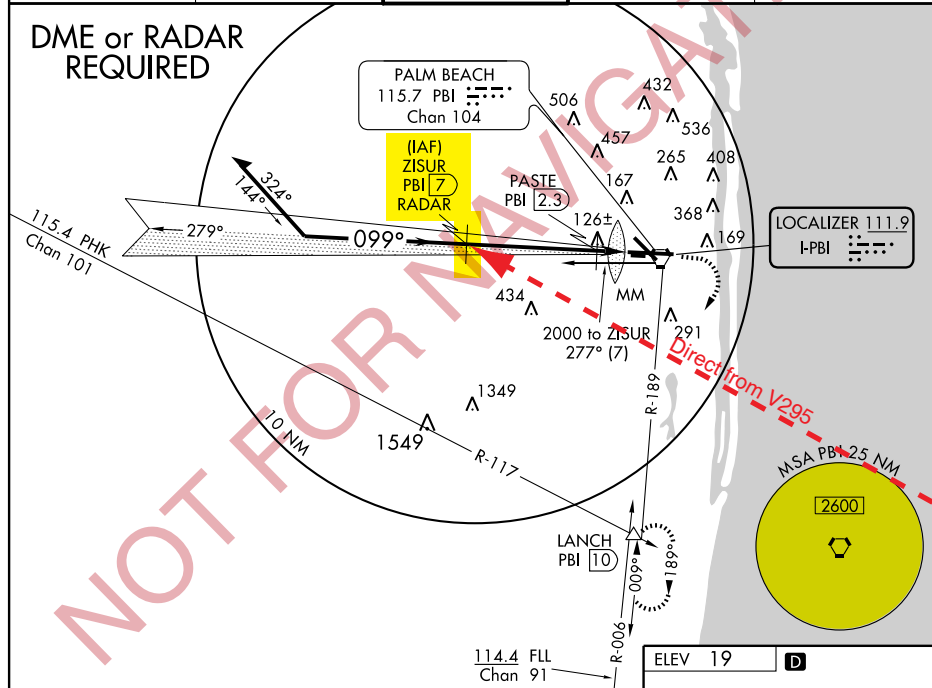 DME or RADAR
REQUIRED
PALM BEACH
115.7 PBI
Chan 104
(IAF)
ZISUR
PBI 7
RADAR
PASTE
PBI 2.3
506
432
536
457
265
408
167
368
126±
169
LOCALIZER 111.9
I-PBI
324°
144°
279°
099°
115.4 PHK
Chan 101
MM
434
2000 to ZISUR
277° (7)
291
Direct from V295
R-189
1349
1549
10 NM
R-117
MSA PBI 25 NM
2600
LANCH
PBI 10
009°
189°
R-006
114.4 FLL
Chan 91
ELEV 19
D
NOT FOR NAVIGAT